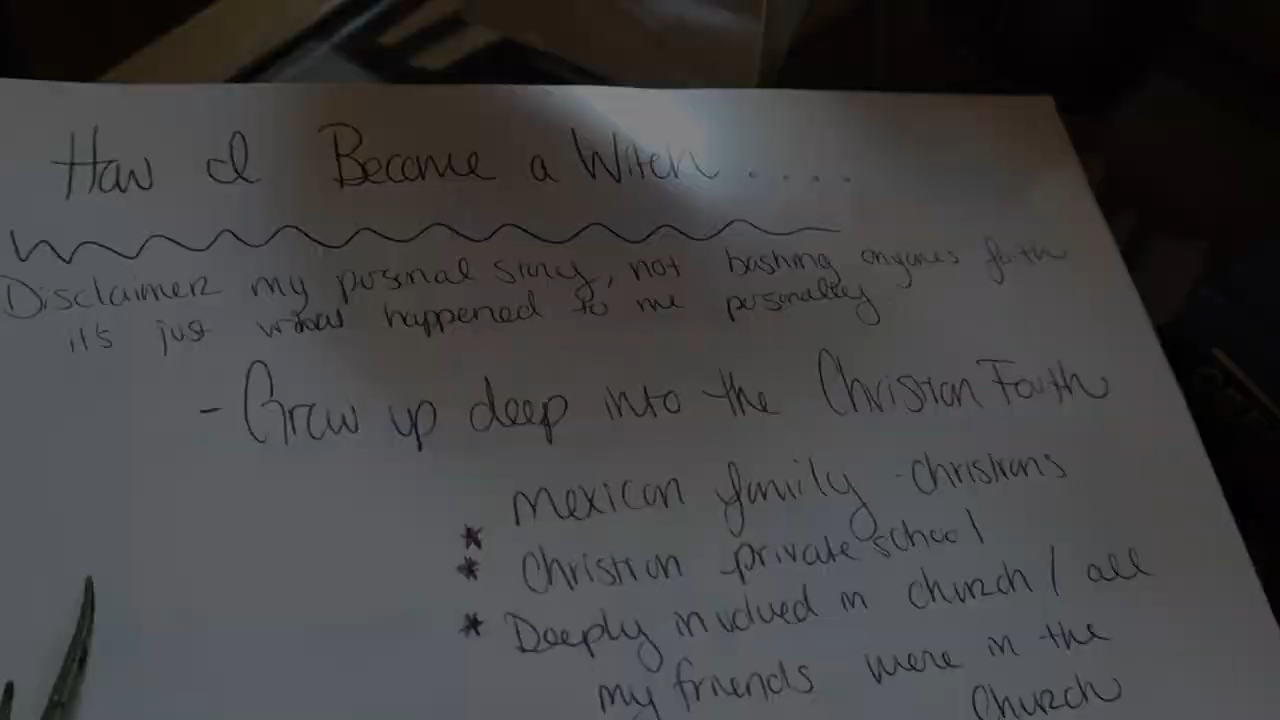 How I Become a Witch.....
Disclaimer my personal story, not bashing anyones faith
it's just whats happened to me personally
- Grew up deep into the Christian Faith
mexican family - christians
* Christian private school
* Deeply involved in church / all
my friends were in the
Church